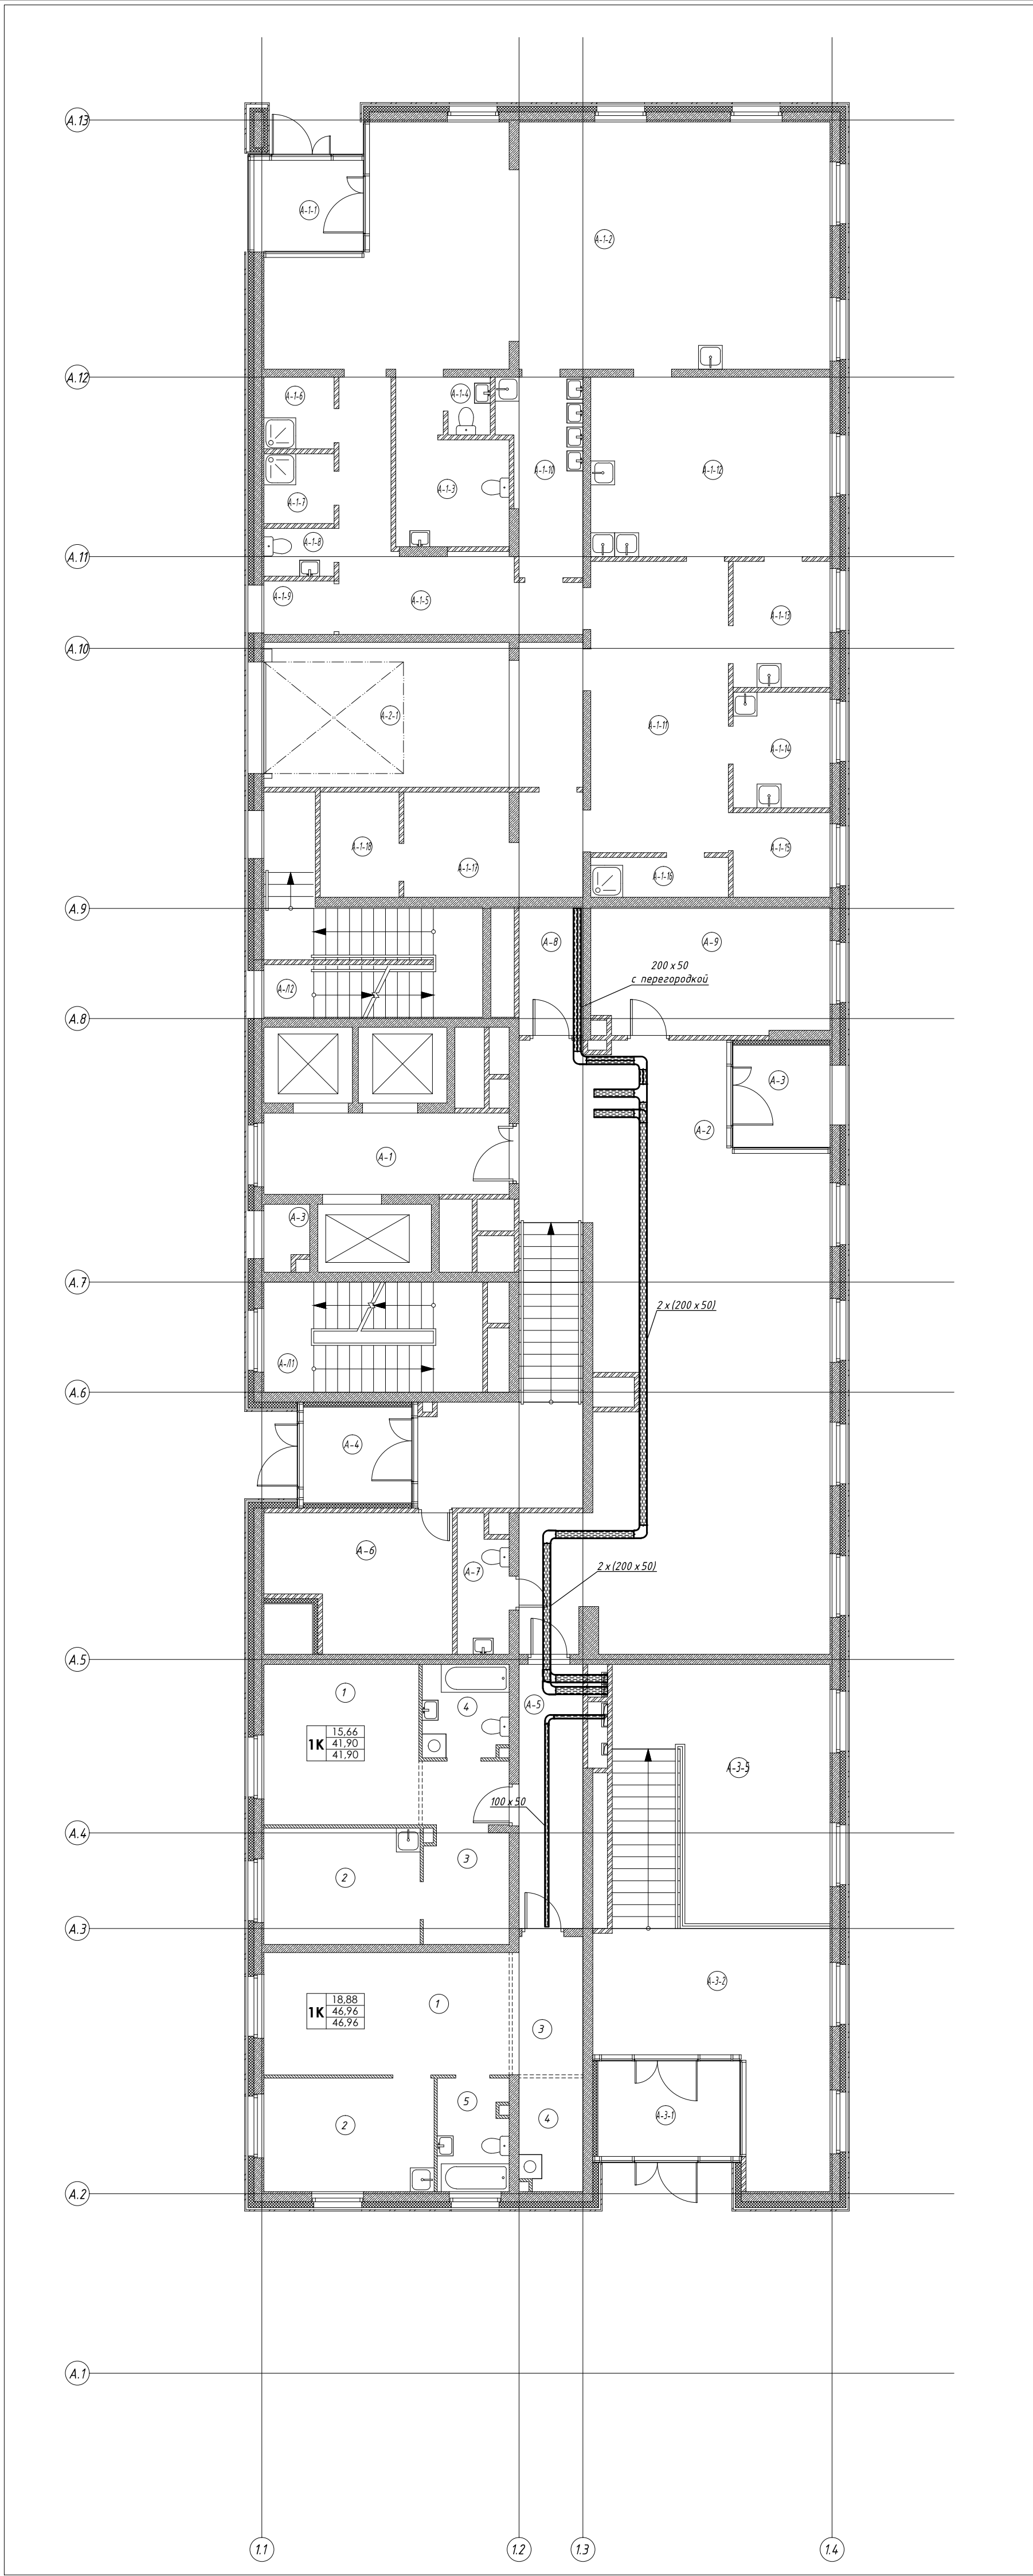 А.13
А-1-1
А-1-2
А.12
А-1-6
А-1-4
А-1-7
А-1-3
А-1-10
А-1-12
А-1-8
А.11
А-1-9
А-1-5
А-1-13
А.10
А-2-1
А-1-11
А-1-14
А-1-18
А-1-17
А-1-15
А-1-16
А.9
А-8
А-9
200 х 50
с перегородкой
А-Л2
А.8
А-3
А-2
А-1
А-3
А.7
2 х (200 х 50)
А-Л1
А.6
А-4
А-6
А-7
2 х (200 х 50)
А.5
1
4
А-5
1К
15,66
41,90
41,90
А-3-5
100 х 50
А.4
3
2
А.3
А-3-2
1К
18,88
46,96
46,96
1
3
5
2
4
А-3-1
А.2
А.1
1.1
1.2
1.3
1.4